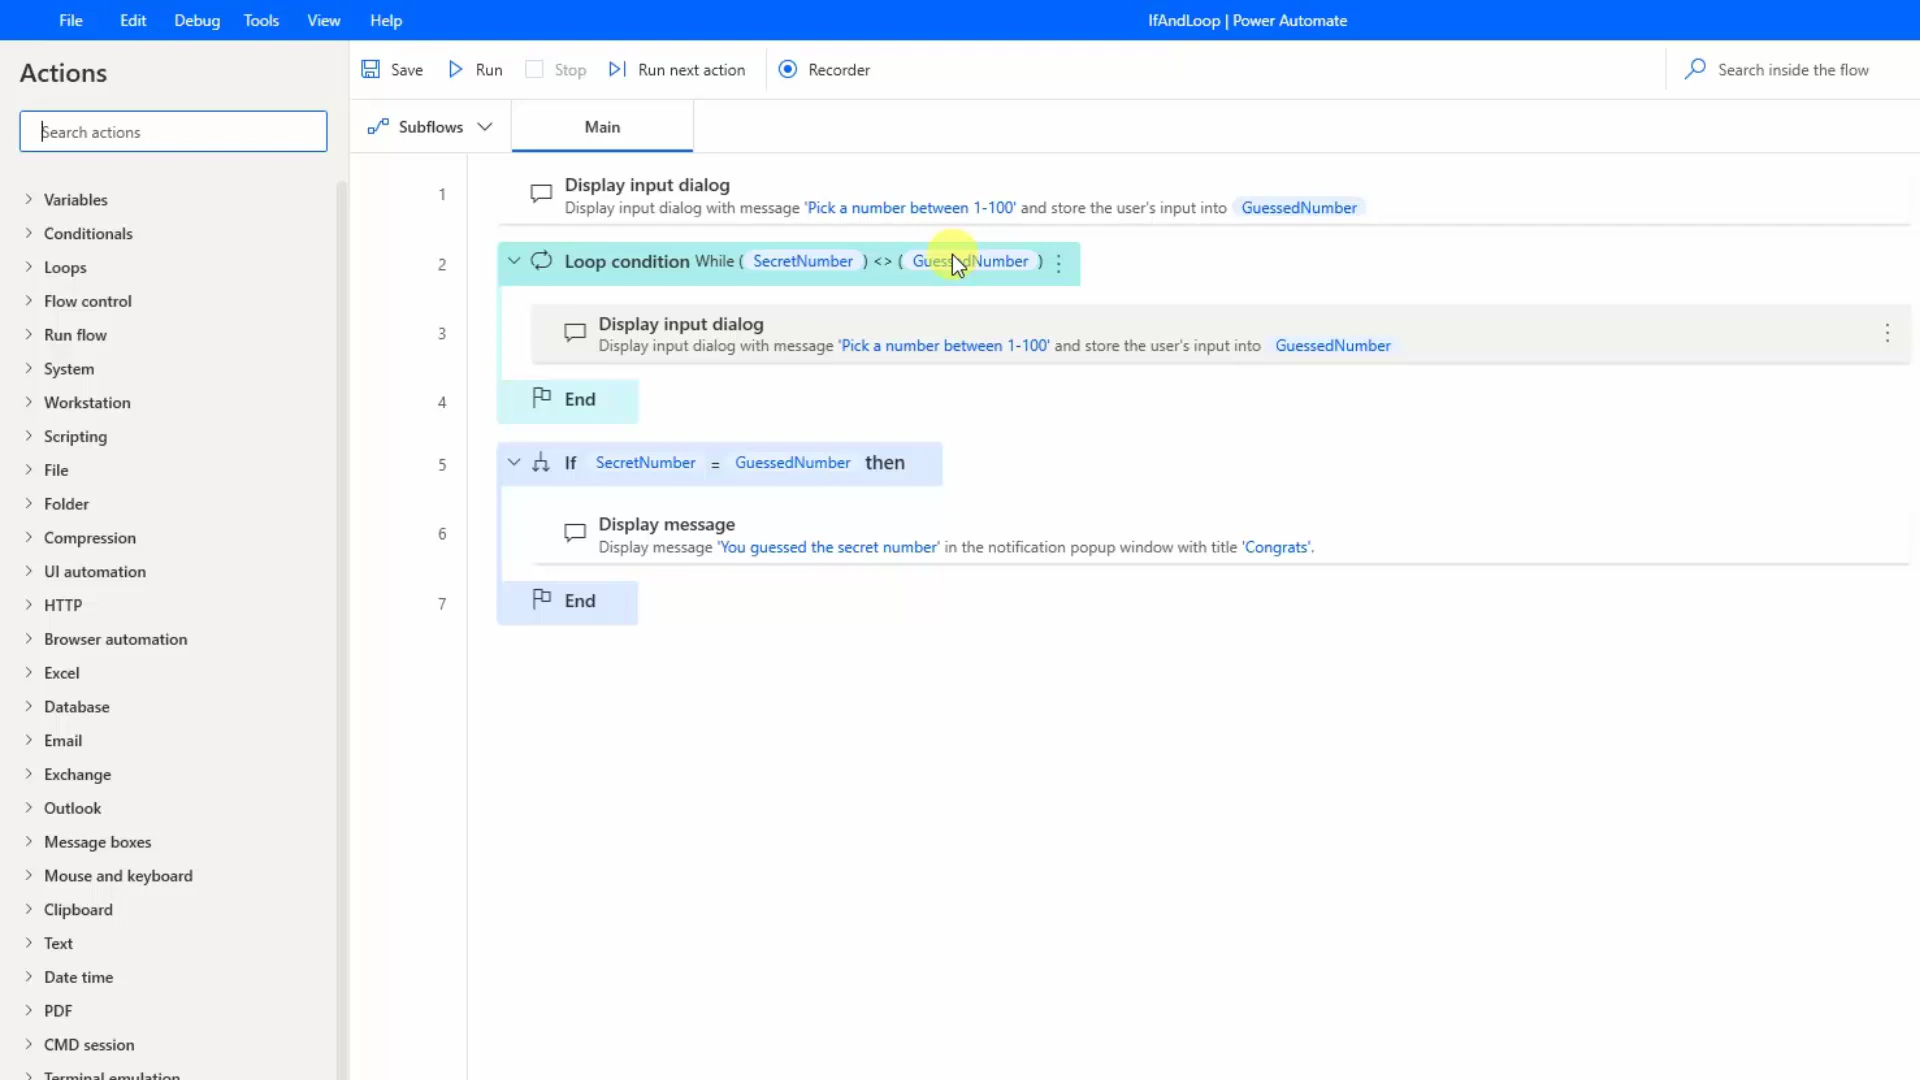 File Edit Debug Tools View Help IfAndLoop | Power Automate
Actions
Save Run Stop Run next action Recorder Search inside the flow
Search actions
Subflows Main
Variables
Conditionals
Loops
Flow control
Run flow
System
Workstation
Scripting
File
Folder
Compression
UI automation
HTTP
Browser automation
Excel
Database
Email
Exchange
Outlook
Message boxes
Mouse and keyboard
Clipboard
Text
Date time
PDF
CMD session
Terminal emulation
1 Display input dialog
Display input dialog with message 'Pick a number between 1-100' and store the user's input into GuessedNumber
2 Loop condition While ( SecretNumber ) <> ( GuessedNumber )
3 Display input dialog
Display input dialog with message 'Pick a number between 1-100' and store the user's input into GuessedNumber
4 End
5 If SecretNumber = GuessedNumber then
6 Display message
Display message 'You guessed the secret number' in the notification popup window with title 'Congrats'.
7 End